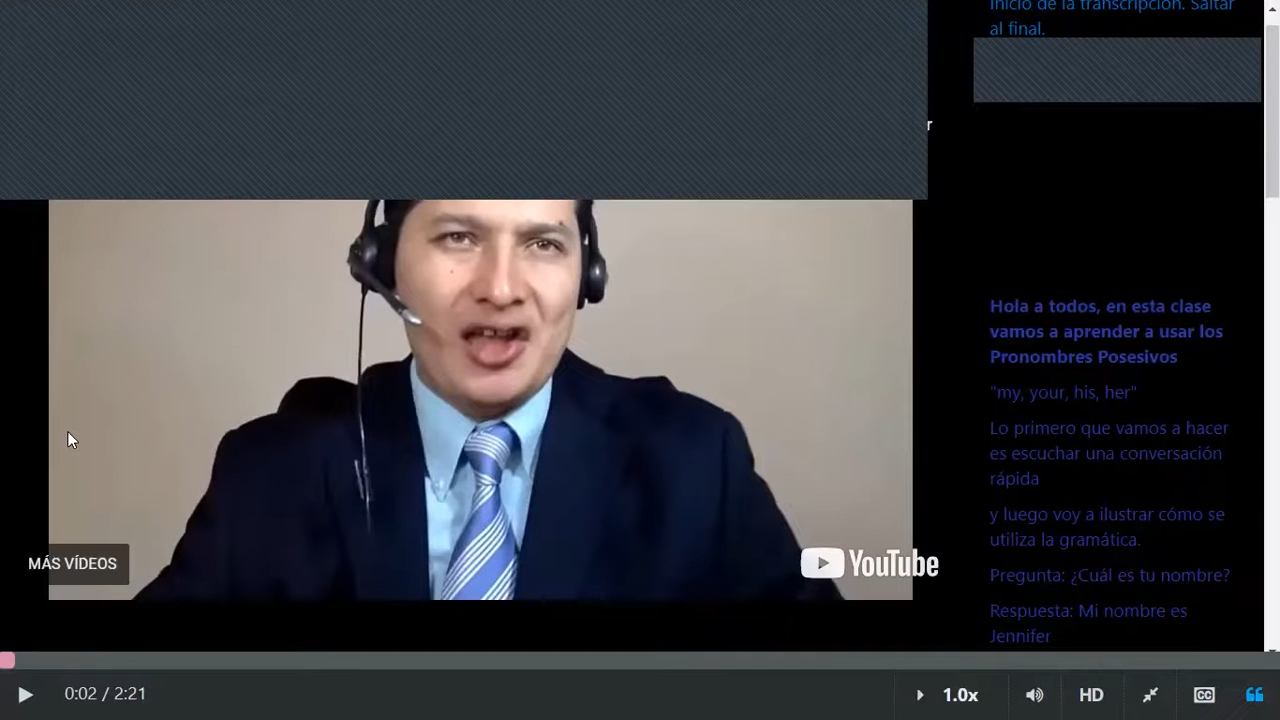 Inicio de la transcripción. Saltar
al final.
Hola a todos, en esta clase
vamos a aprender a usar los
Pronombres Posesivos
"my, your, his, her"
Lo primero que vamos a hacer
es escuchar una conversación
rápida
y luego voy a ilustrar cómo se
utiliza la gramática.
Pregunta: ¿Cuál es tu nombre?
Respuesta: Mi nombre es
Jennifer
MÁS VÍDEOS
YouTube
0:02 / 2:21
1.0x
HD
CC